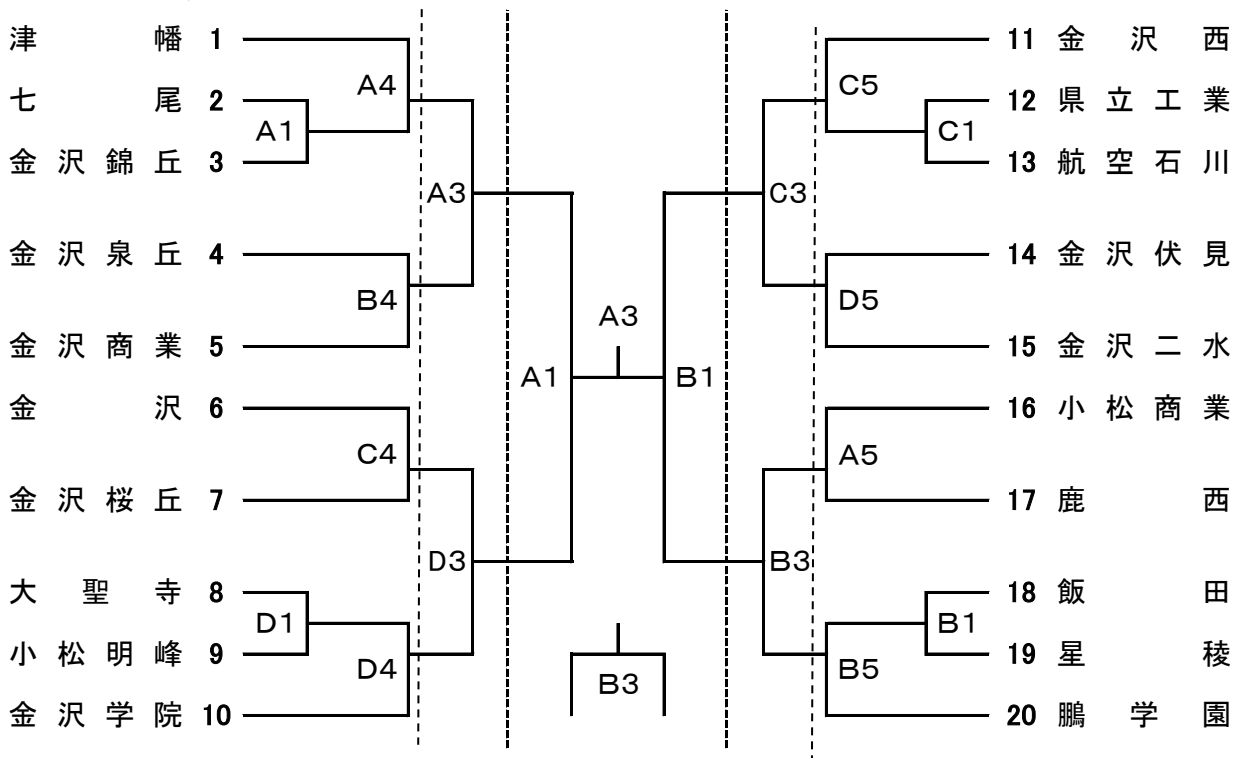 津幡 1
七尾 2
金沢錦丘 3
金沢泉丘 4
金沢商業 5
金沢 6
金沢桜丘 7
大聖寺 8
小松明峰 9
金沢学院 10
A4
A1
A3
B4
C4
D3
D1
D4
A1
A3
B3
B1
C5
C1
C3
D5
A5
B3
B1
B5
11 金沢西
12 県立工業
13 航空石川
14 金沢伏見
15 金沢二水
16 小松商業
17 鹿西
18 飯田
19 星稜
20 鵬学園